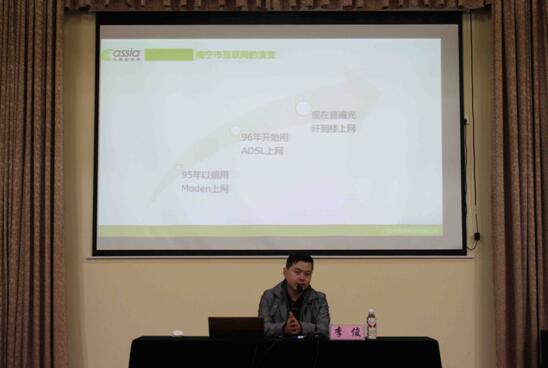 Cassia
南宁市互联网的演变
现在普遍光
纤到楼上网
96年开始用
ADSL上网
95年以前用
Moden上网
李俊